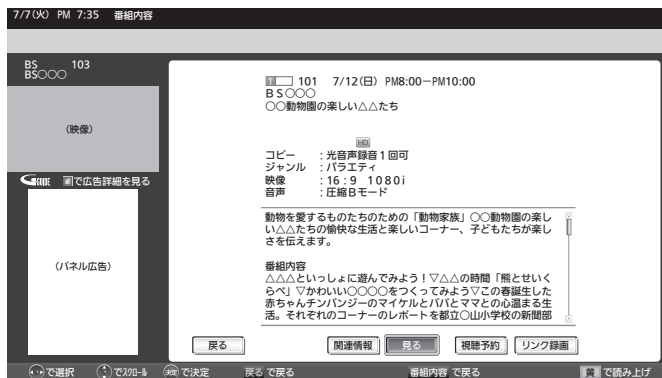 7/7(火) PM 7:35 番組内容
BS 103
BS○○○
(映像)
GGUIDE で広告詳細を見る
(パネル広告)
101 7/12(日) PM8:00-PM10:00
BS○○○
○○動物園の楽しい△△たち
HD
コピー :光音声録音1回可
ジャンル :バラエティ
映像 :16:9 1080i
音声 :圧縮Bモード
動物を愛するものたちのための「動物家族」○○動物園の楽し
い△△たちの愉快な生活と楽しいコーナー、子どもたちが楽し
さを伝えます。
番組内容
△△△といっしょに遊んでみよう!▽△△の時間「熊とせいく
らべ」▽かわいい○○○○をつくってみよう▽この春誕生した
赤ちゃんチンパンジーのマイケルとパパとママとの心温まる生
活。それぞれのコーナーのレポートを都立○山小学校の新聞部
戻る 関連情報 見る 視聴予約 リンク録画
で選択 でスクロール 決定 で決定 戻る で戻る 番組内容 で戻る 黄 で読み上げ